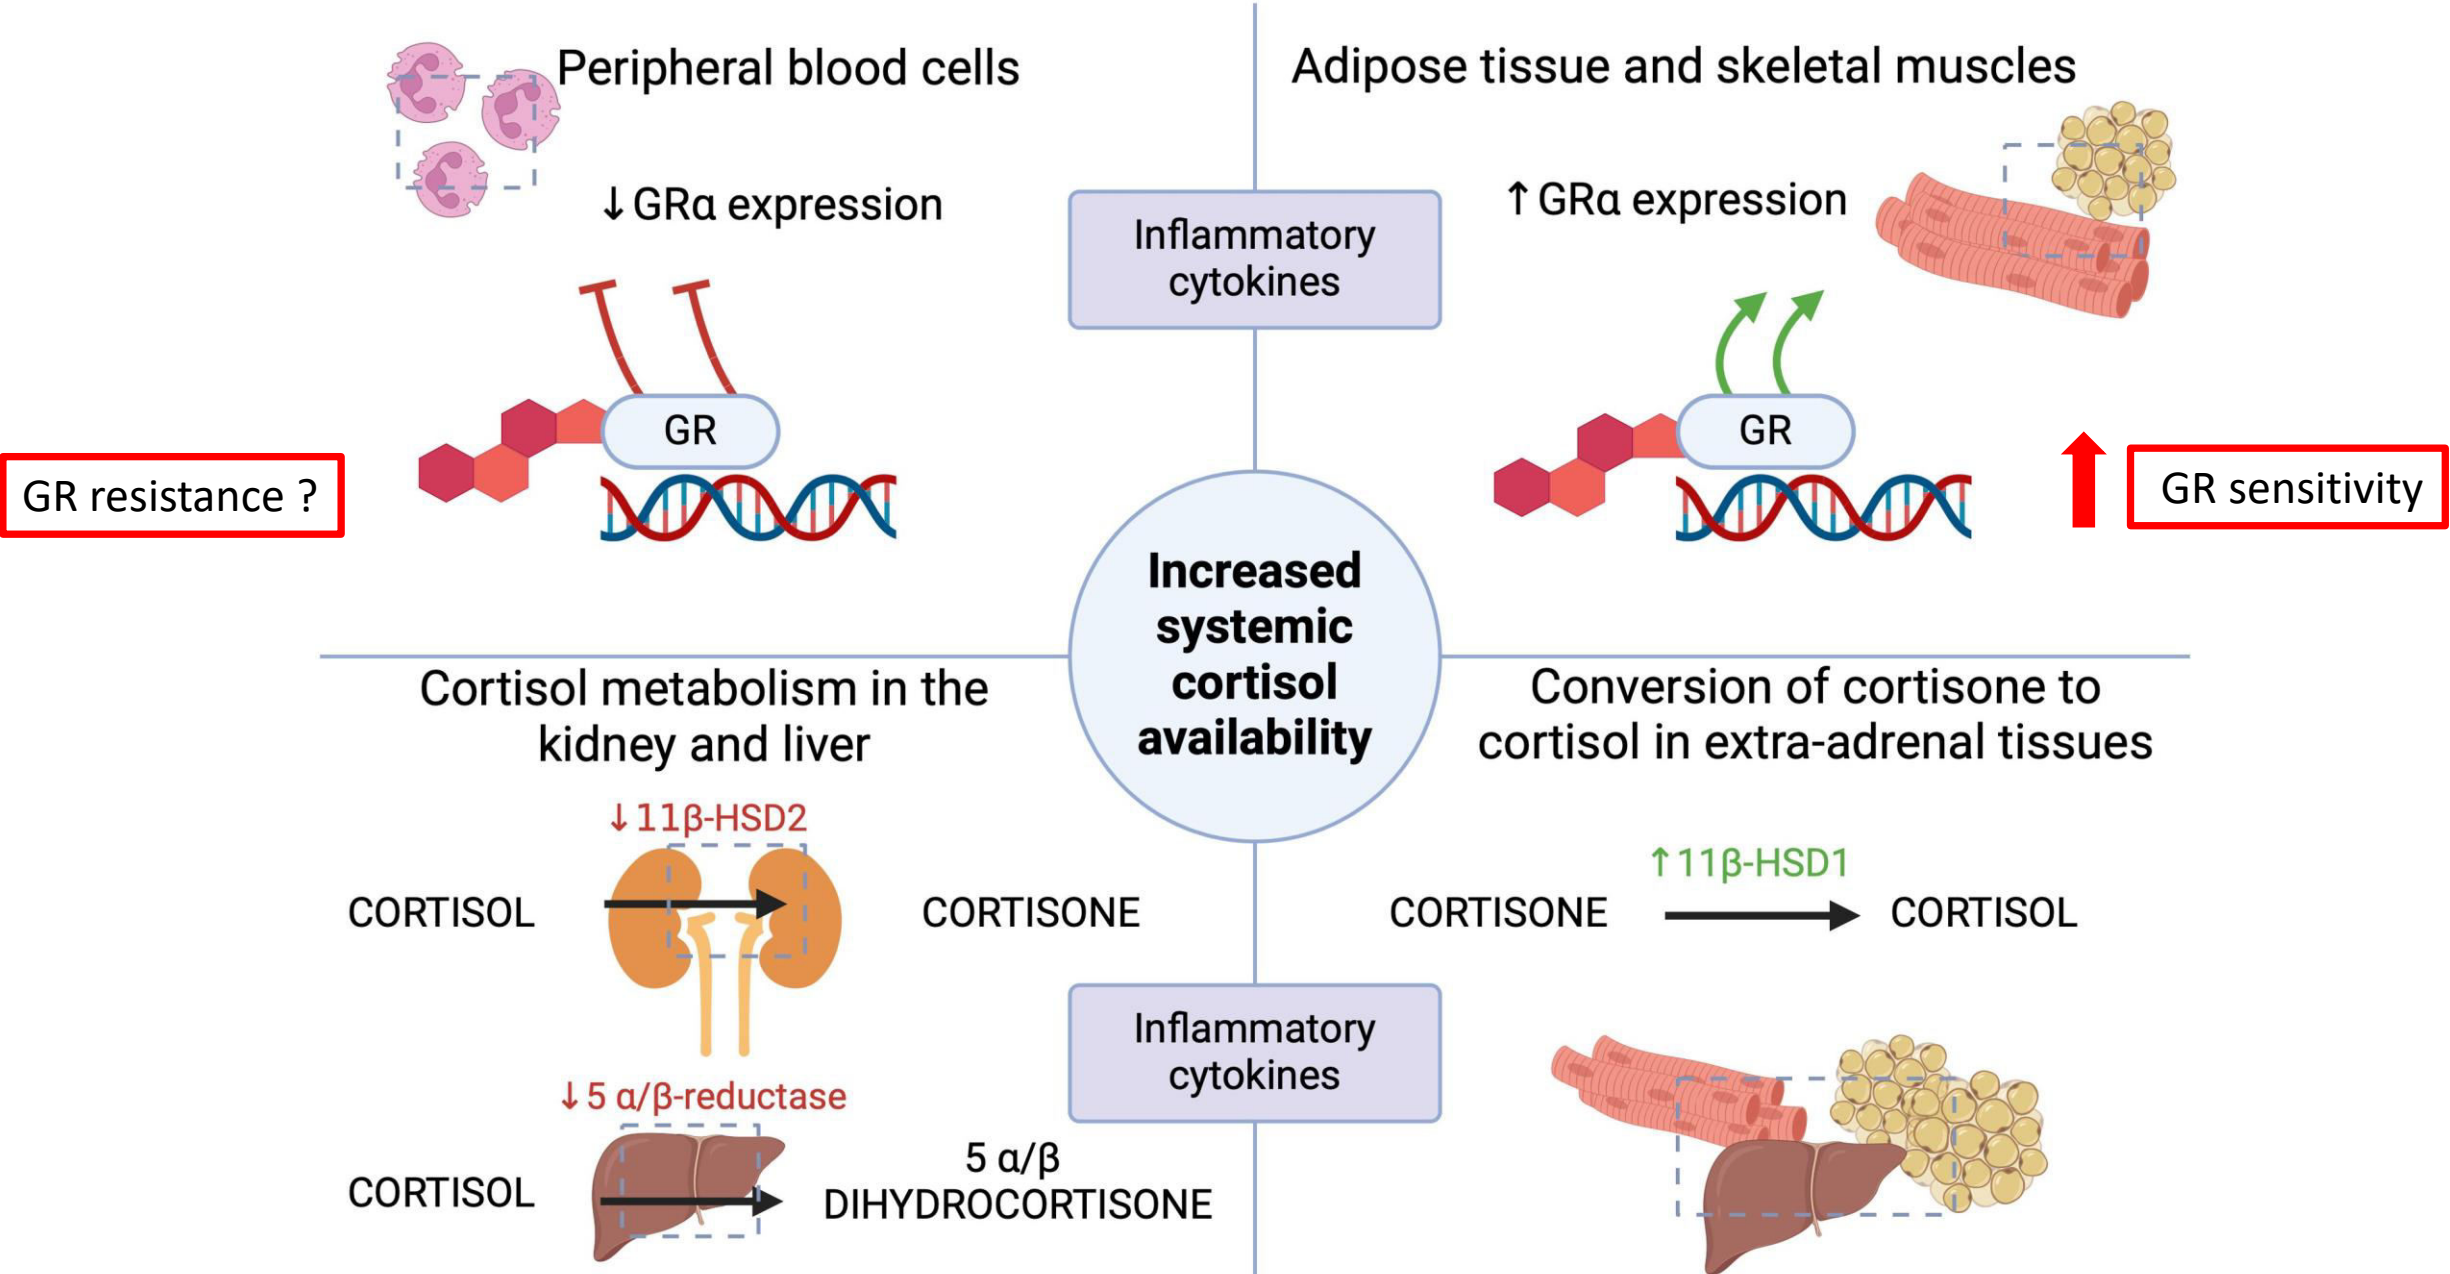 Peripheral blood cells
↓GRα expression
GR
GR resistance ?
Adipose tissue and skeletal muscles
↑GRα expression
GR
GR sensitivity
Inflammatory
cytokines
Increased
systemic
cortisol
availability
Cortisol metabolism in the
kidney and liver
↓11β-HSD2
CORTISOL
CORTISONE
↓5 α/β-reductase
CORTISOL
5 α/β
DIHYDROCORTISONE
Conversion of cortisone to
cortisol in extra-adrenal tissues
↑11β-HSD1
CORTISONE
CORTISOL
Inflammatory
cytokines